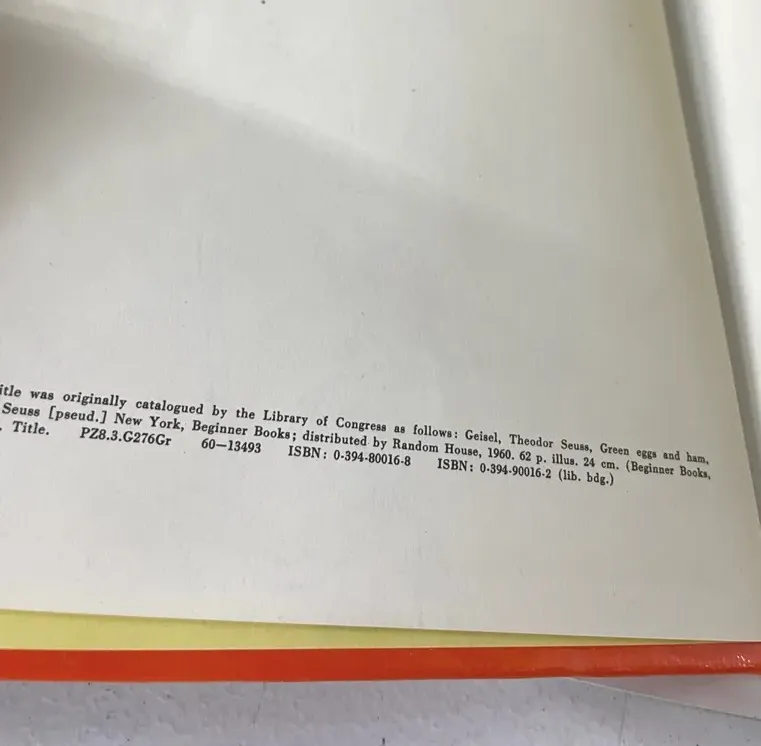 itle was originally catalogued by the Library of Congress as follows: Geisel, Theodor Seuss, Green eggs and ham,
Seuss [pseud.] New York, Beginner Books; distributed by Random House, 1960. 62 p. illus. 24 cm. (Beginner Books,
. Title. PZ8.3.G276Gr 60—13493 ISBN: 0-394-80016-8 ISBN: 0-394-90016-2 (lib. bdg.)